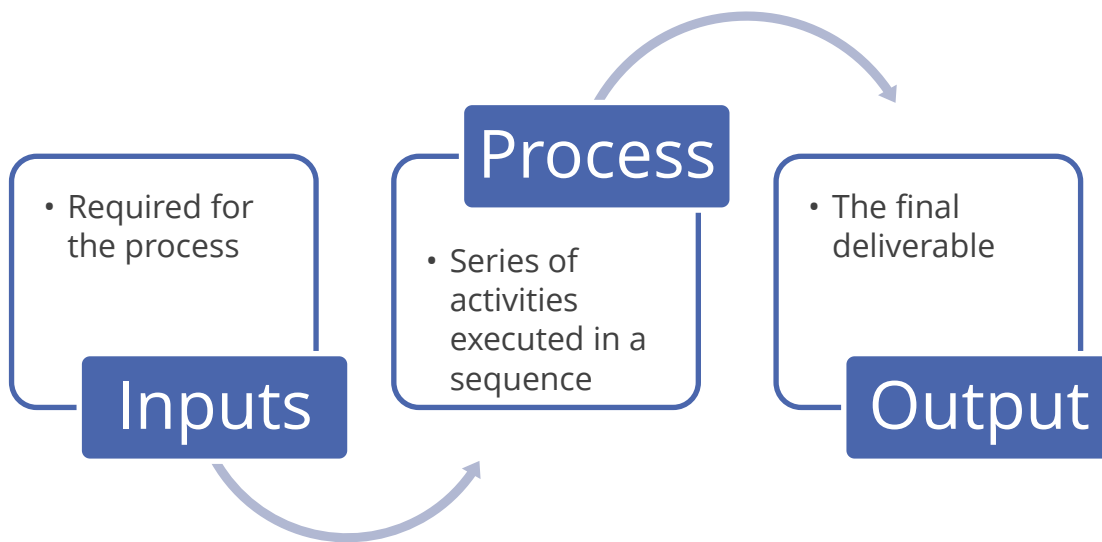 Inputs
• Required for
the process
Process
• Series of
activities
executed in a
sequence
Output
• The final
deliverable